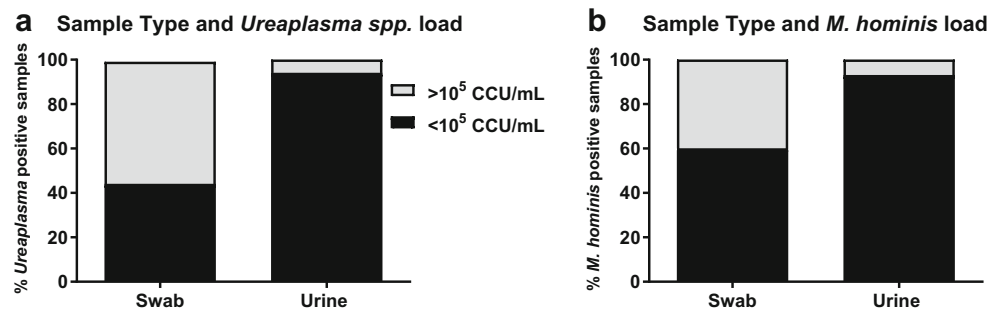 a Sample Type and Ureaplasma spp. load
% Ureaplasma positive samples
100
80
60
40
20
0
Swab Urine
>10⁵ CCU/mL
<10⁵ CCU/mL
b Sample Type and M. hominis load
% M. hominis positive samples
100
80
60
40
20
0
Swab Urine